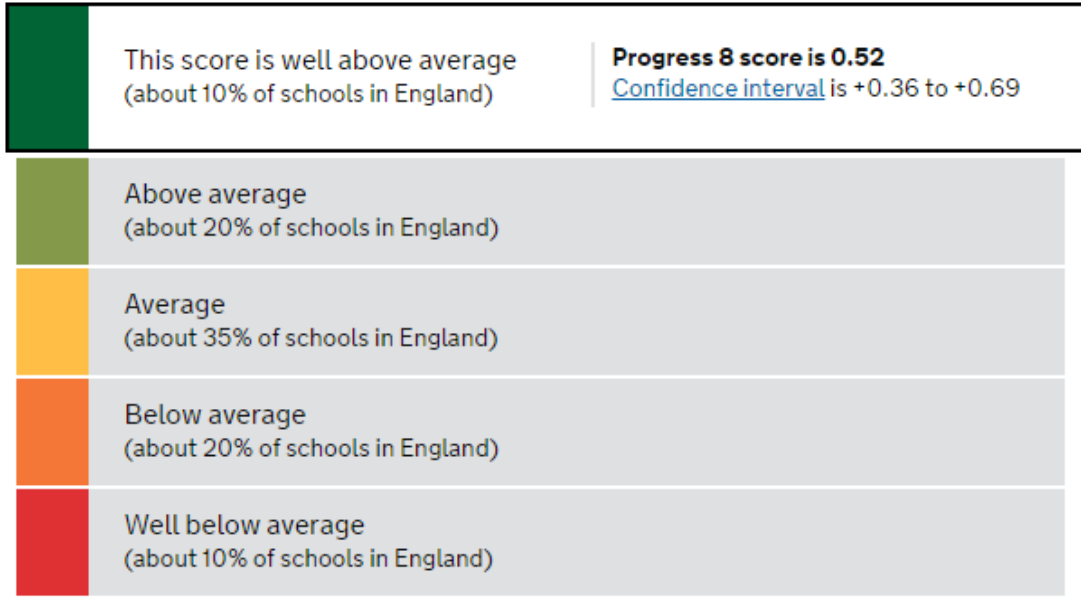 This score is well above average
(about 10% of schools in England)
Progress 8 score is 0.52
Confidence interval is +0.36 to +0.69
Above average
(about 20% of schools in England)
Average
(about 35% of schools in England)
Below average
(about 20% of schools in England)
Well below average
(about 10% of schools in England)